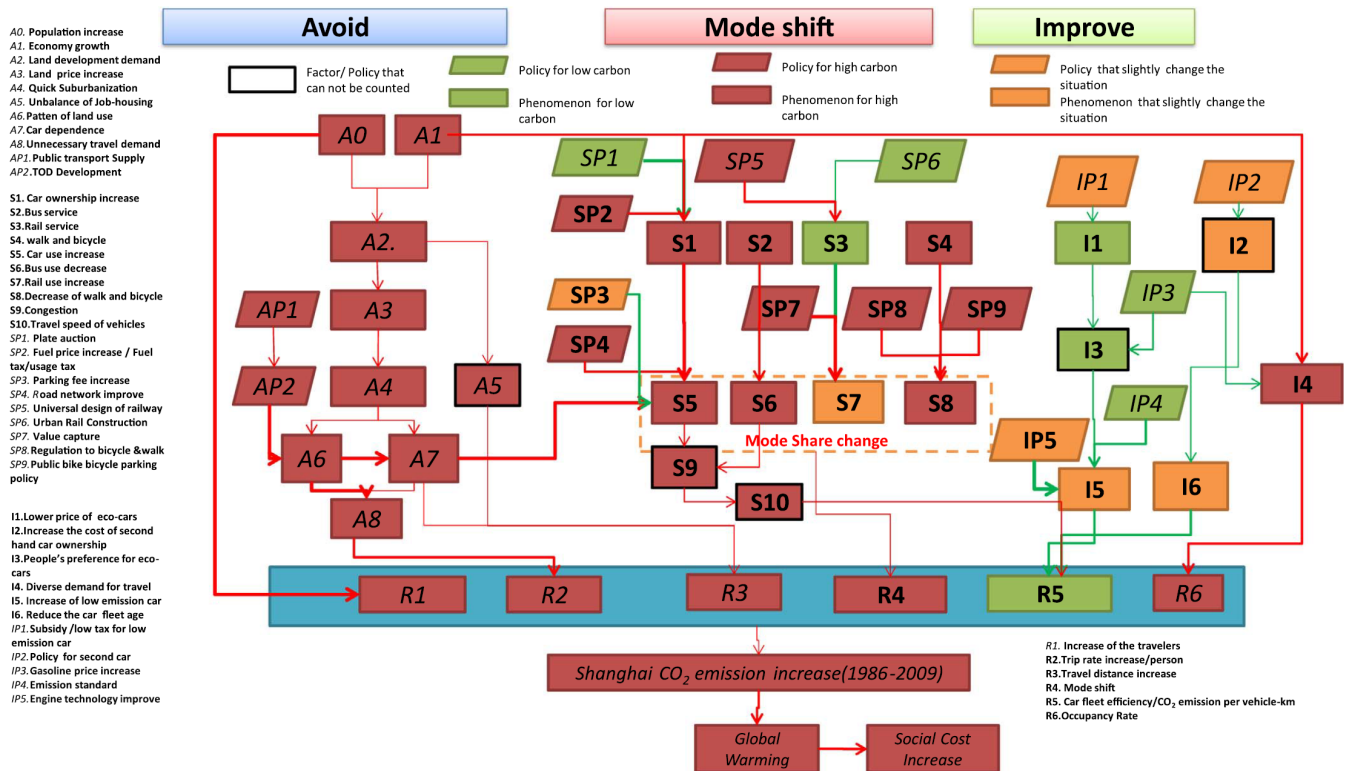 Avoid
Mode shift
Improve
A0. Population increase
A1. Economy growth
A2. Land development demand
A3. Land price increase
A4. Quick Suburbanization
A5. Unbalance of Job-housing
A6.Patten of land use
A7.Car dependence
A8.Unnecessary travel demand
AP1.Public transport Supply
AP2.TOD Development
S1. Car ownership increase
S2.Bus service
S3.Rail service
S4. walk and bicycle
S5. Car use increase
S6.Bus use decrease
S7.Rail use increase
S8.Decrease of walk and bicycle
S9.Congestion
S10.Travel speed of vehicles
SP1. Plate auction
SP2. Fuel price increase / Fuel
tax/usage tax
SP3. Parking fee increase
SP4. Road network improve
SP5. Universal design of railway
SP6. Urban Rail Construction
SP7. Value capture
SP8.Regulation to bicycle &walk
SP9.Public bike bicycle parking
policy
I1.Lower price of eco-cars
I2.Increase the cost of second
hand car ownership
I3.People's preference for eco-
cars
I4. Diverse demand for travel
I5. Increase of low emission car
I6. Reduce the car fleet age
IP1.Subsidy /low tax for low
emission car
IP2.Policy for second car
IP3.Gasoline price increase
IP4.Emission standard
IP5.Engine technology improve
Factor/ Policy that
can not be counted
Policy for low carbon
Phenomenon for low
carbon
Policy for high carbon
Phenomenon for high
carbon
Policy that slightly change the
situation
Phenomenon that slightly change the
situation
A0
A1
SP1
SP5
SP6
IP1
IP2
SP2
A2.
S1
S2
S3
S4
I1
I2
AP1
A3
SP3
SP7
SP8
SP9
IP3
SP4
I3
AP2
A4
A5
S5
S6
S7
S8
IP4
I4
Mode Share change
IP5
A6
A7
S9
I5
I6
S10
A8
R1
R2
R3
R4
R5
R6
Shanghai CO2 emission increase(1986-2009)
Global
Warming
Social Cost
Increase
R1. Increase of the travelers
R2.Trip rate increase/person
R3.Travel distance increase
R4. Mode shift
R5. Car fleet efficiency/CO2 emission per vehicle-km
R6.Occupancy Rate